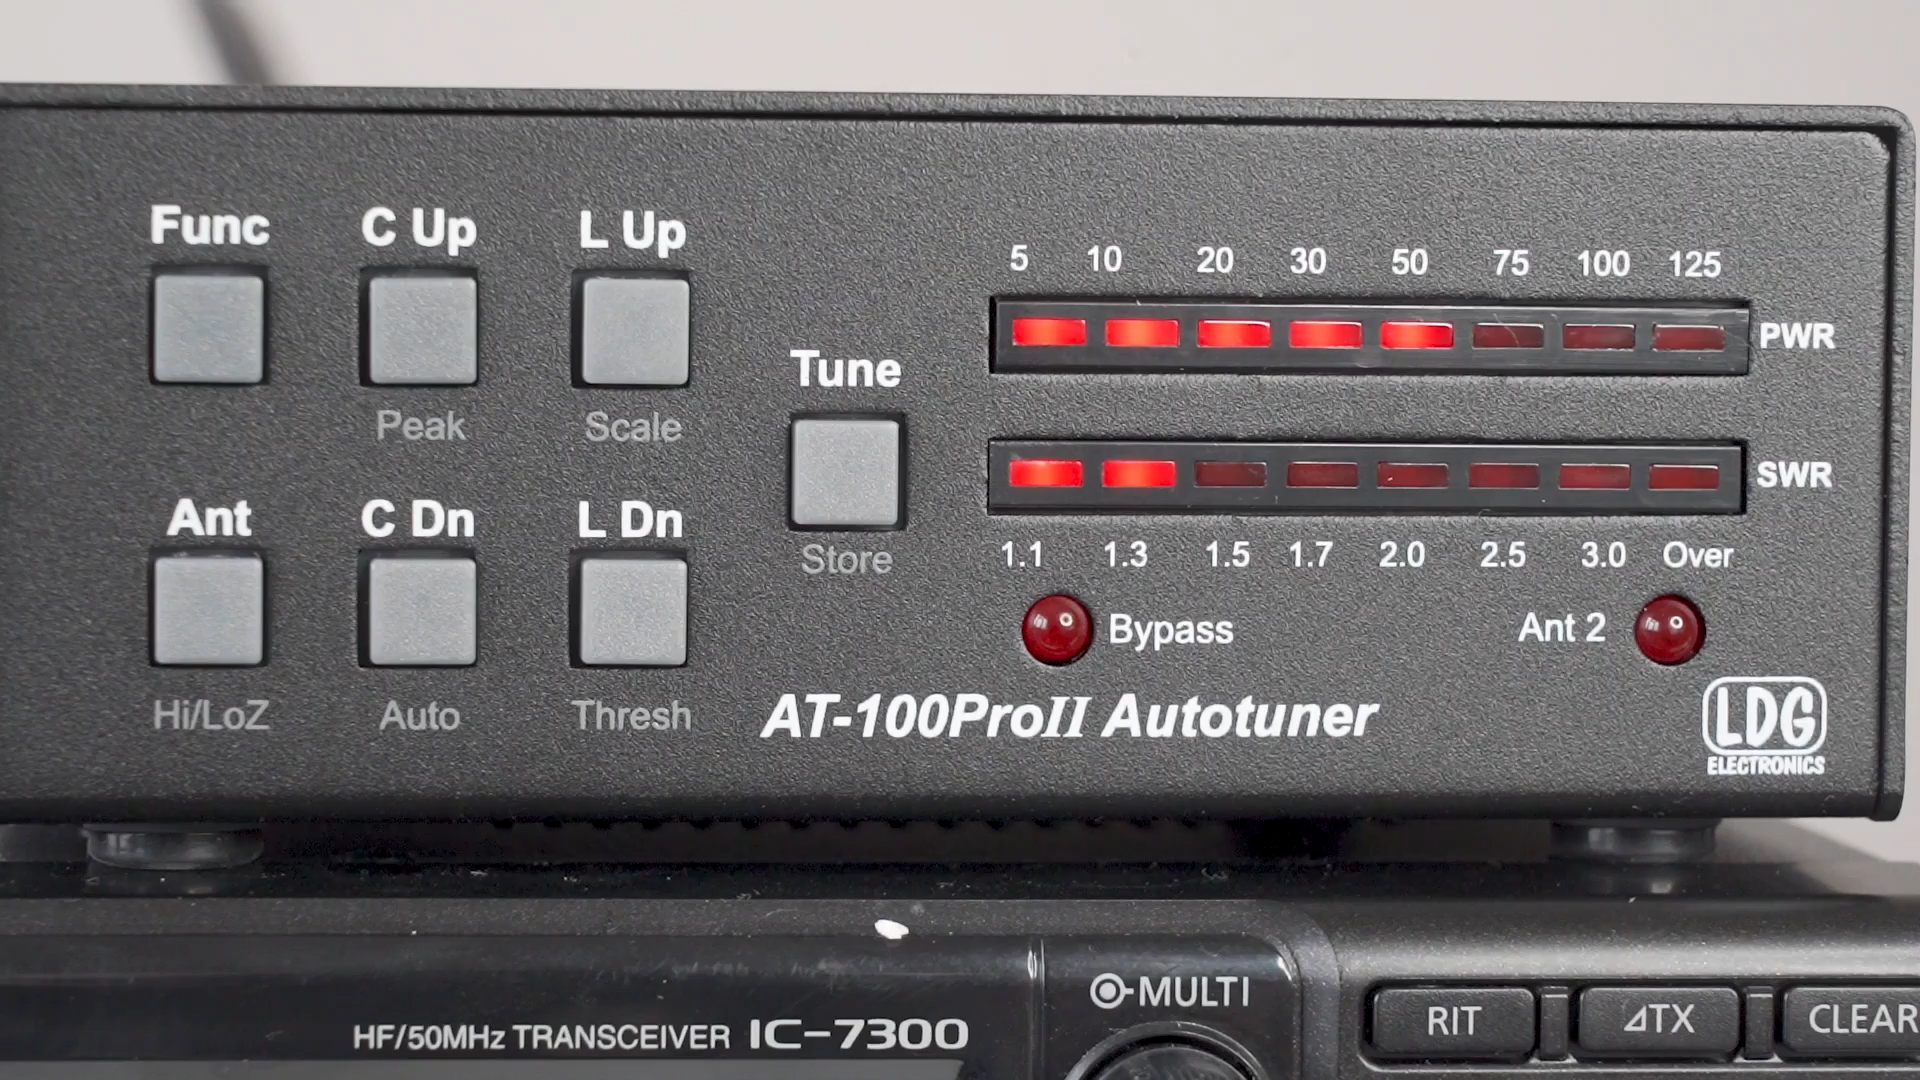 Func C Up L Up
5 10 20 30 50 75 100 125
PWR
Tune
Peak Scale
SWR
Ant C Dn L Dn
Store
1.1 1.3 1.5 1.7 2.0 2.5 3.0 Over
Bypass Ant 2
Hi/LoZ Auto Thresh
AT-100ProII Autotuner
LDG
ELECTRONICS
MULTI
HF/50MHz TRANSCEIVER IC-7300
RIT ⊿TX CLEAR